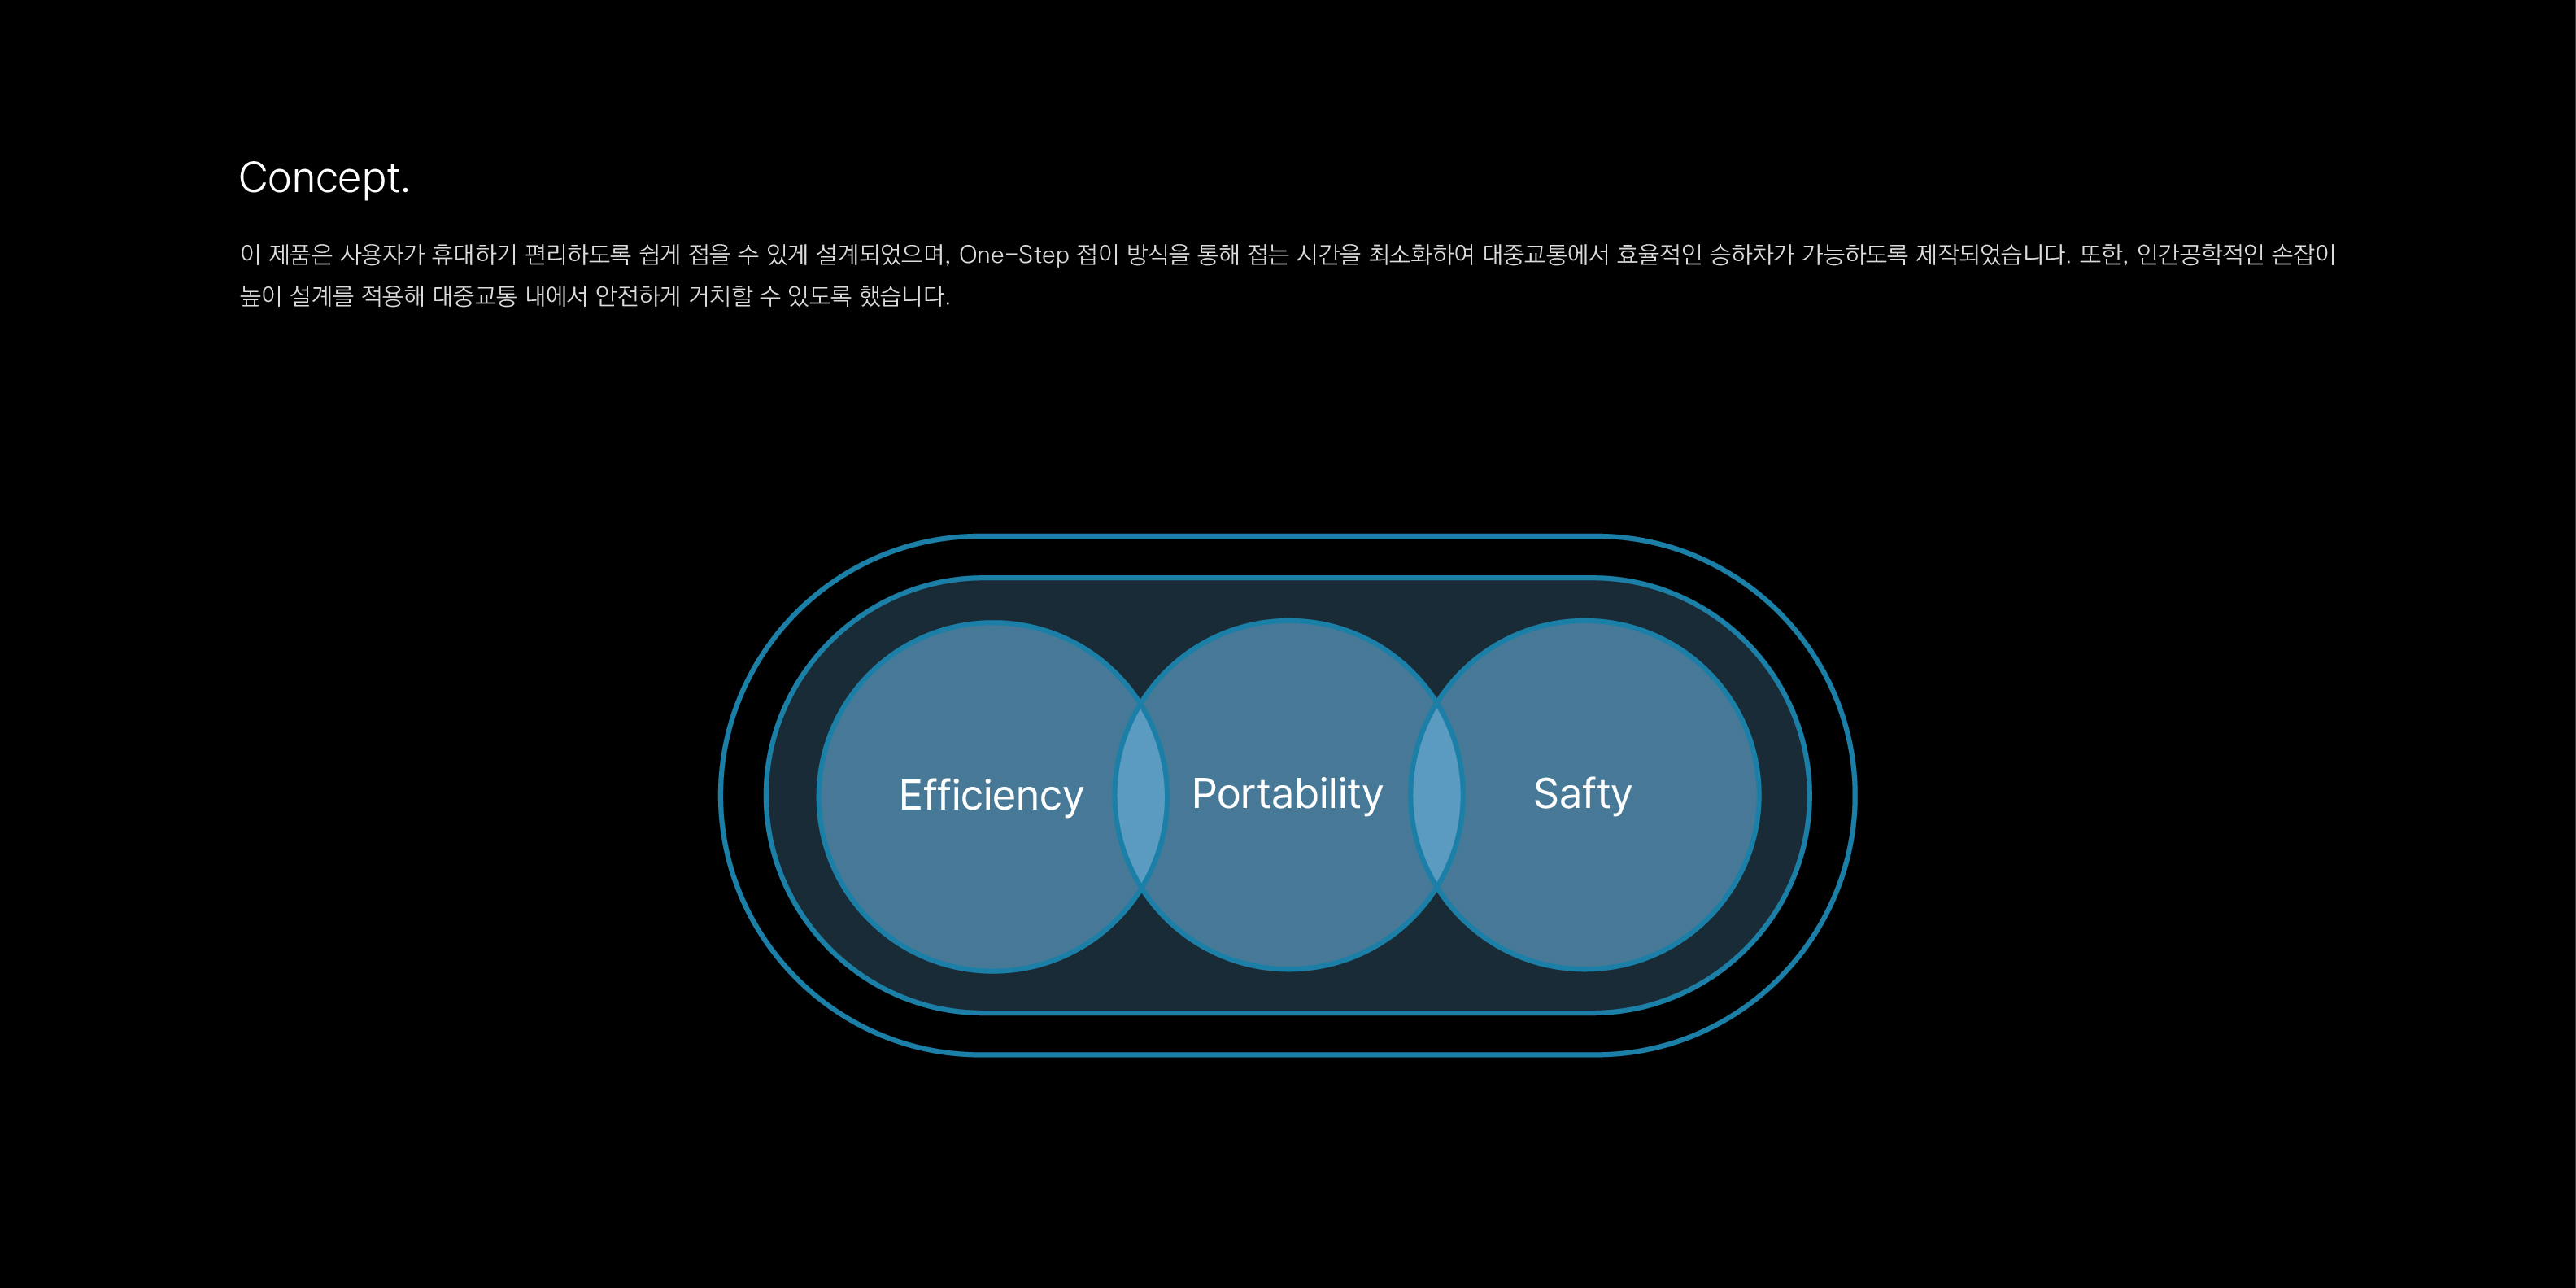 Concept.
이 제품은 사용자가 휴대하기 편리하도록 쉽게 접을 수 있게 설계되었으며, One-Step 접이 방식을 통해 접는 시간을 최소화하여 대중교통에서 효율적인 승하차가 가능하도록 제작되었습니다. 또한, 인간공학적인 손잡이
높이 설계를 적용해 대중교통 내에서 안전하게 거치할 수 있도록 했습니다.
Efficiency
Portability
Safty